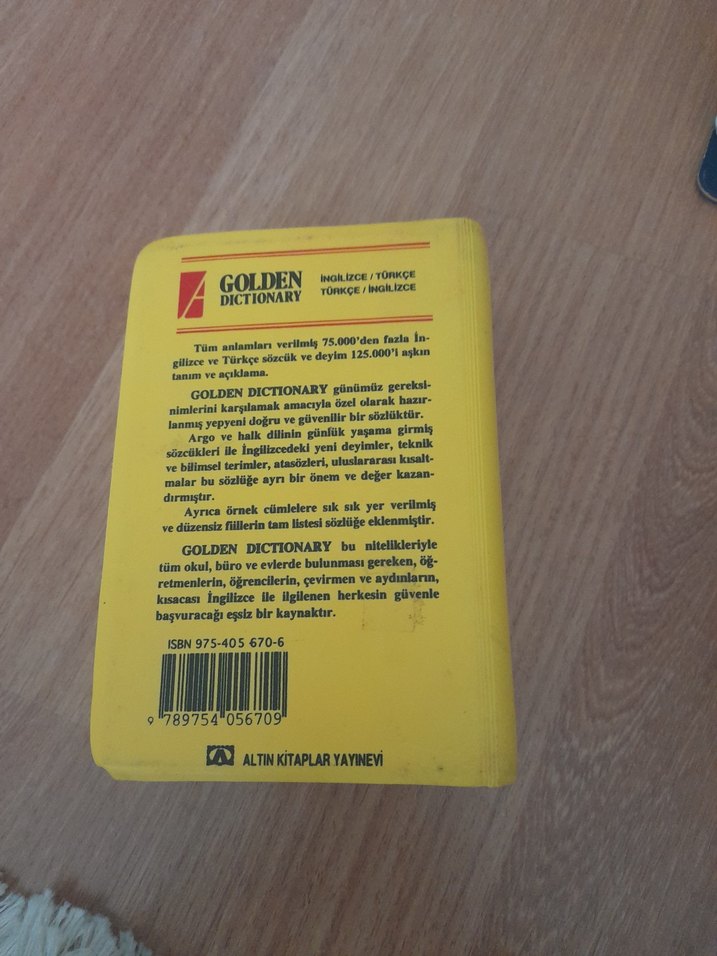 GOLDEN
DICTIONARY
İNGİLİZCE / TÜRKÇE
TÜRKÇE / İNGİLİZCE
Tüm anlamları verilmiş 75.000'den fazla İn-
gilizce ve Türkçe sözcük ve deyim 125.000'i aşkın
tanım ve açıklama.
GOLDEN DICTIONARY günümüz gereksi-
nimlerini karşılamak amacıyla özel olarak hazır-
lanmış yepyeni doğru ve güvenilir bir sözlüktür.
Argo ve halk dilinin günlük yaşama girmiş
sözcükleri ile İngilizcedeki yeni deyimler, teknik
ve bilimsel terimler, atasözleri, uluslararası kısalt-
malar bu sözlüğe ayrı bir önem ve değer kazan-
dırmıştır.
Ayrıca örnek cümlelere sık sık yer verilmiş
ve düzensiz fiillerin tam listesi sözlüğe eklenmiştir.
GOLDEN DICTIONARY bu nitelikleriyle
tüm okul, büro ve evlerde bulunması gereken, öğ-
retmenlerin, öğrencilerin, çevirmen ve aydınların,
kısacası İngilizce ile ilgilenen herkesin güvenle
başvuracağı eşsiz bir kaynaktır.
ISBN 975-405 670-6
9 789754 056709
ALTIN KİTAPLAR YAYINEVİ